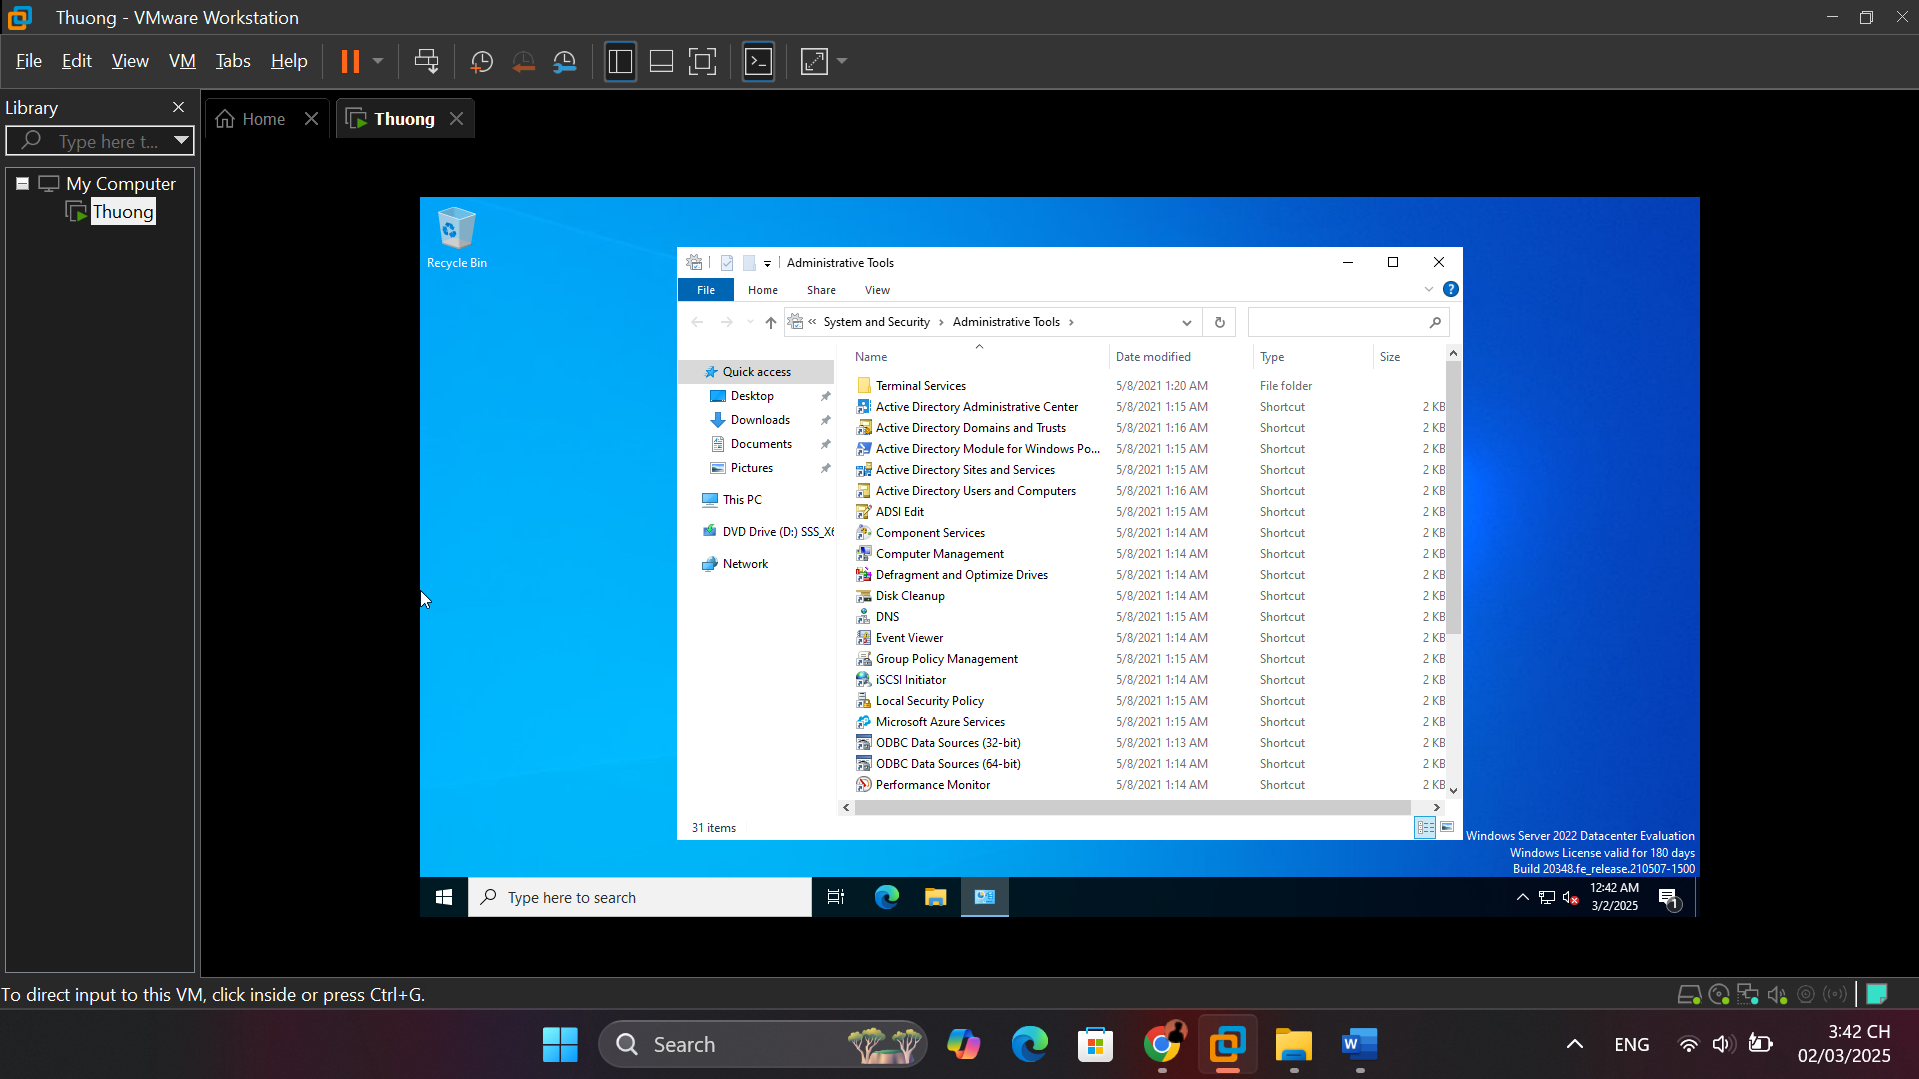 Thuong - VMware Workstation
File Edit View VM Tabs Help
Library
Type here t...
My Computer
Thuong
Home
Thuong
Recycle Bin
Administrative Tools
File Home Share View
« System and Security › Administrative Tools ›
Quick access
Desktop
Downloads
Documents
Pictures
This PC
DVD Drive (D:) SSS_X6
Network
Name Date modified Type Size
Terminal Services 5/8/2021 1:20 AM File folder
Active Directory Administrative Center 5/8/2021 1:15 AM Shortcut 2 KB
Active Directory Domains and Trusts 5/8/2021 1:16 AM Shortcut 2 KB
Active Directory Module for Windows Po... 5/8/2021 1:15 AM Shortcut 2 KB
Active Directory Sites and Services 5/8/2021 1:15 AM Shortcut 2 KB
Active Directory Users and Computers 5/8/2021 1:16 AM Shortcut 2 KB
ADSI Edit 5/8/2021 1:15 AM Shortcut 2 KB
Component Services 5/8/2021 1:14 AM Shortcut 2 KB
Computer Management 5/8/2021 1:14 AM Shortcut 2 KB
Defragment and Optimize Drives 5/8/2021 1:14 AM Shortcut 2 KB
Disk Cleanup 5/8/2021 1:14 AM Shortcut 2 KB
DNS 5/8/2021 1:15 AM Shortcut 2 KB
Event Viewer 5/8/2021 1:14 AM Shortcut 2 KB
Group Policy Management 5/8/2021 1:15 AM Shortcut 2 KB
iSCSI Initiator 5/8/2021 1:14 AM Shortcut 2 KB
Local Security Policy 5/8/2021 1:15 AM Shortcut 2 KB
Microsoft Azure Services 5/8/2021 1:15 AM Shortcut 2 KB
ODBC Data Sources (32-bit) 5/8/2021 1:13 AM Shortcut 2 KB
ODBC Data Sources (64-bit) 5/8/2021 1:14 AM Shortcut 2 KB
Performance Monitor 5/8/2021 1:14 AM Shortcut 2 KB
31 items
Windows Server 2022 Datacenter Evaluation
Windows License valid for 180 days
Build 20348.fe_release.210507-1500
Type here to search
12:42 AM
3/2/2025
1
To direct input to this VM, click inside or press Ctrl+G.
Search
ENG
3:42 CH
02/03/2025